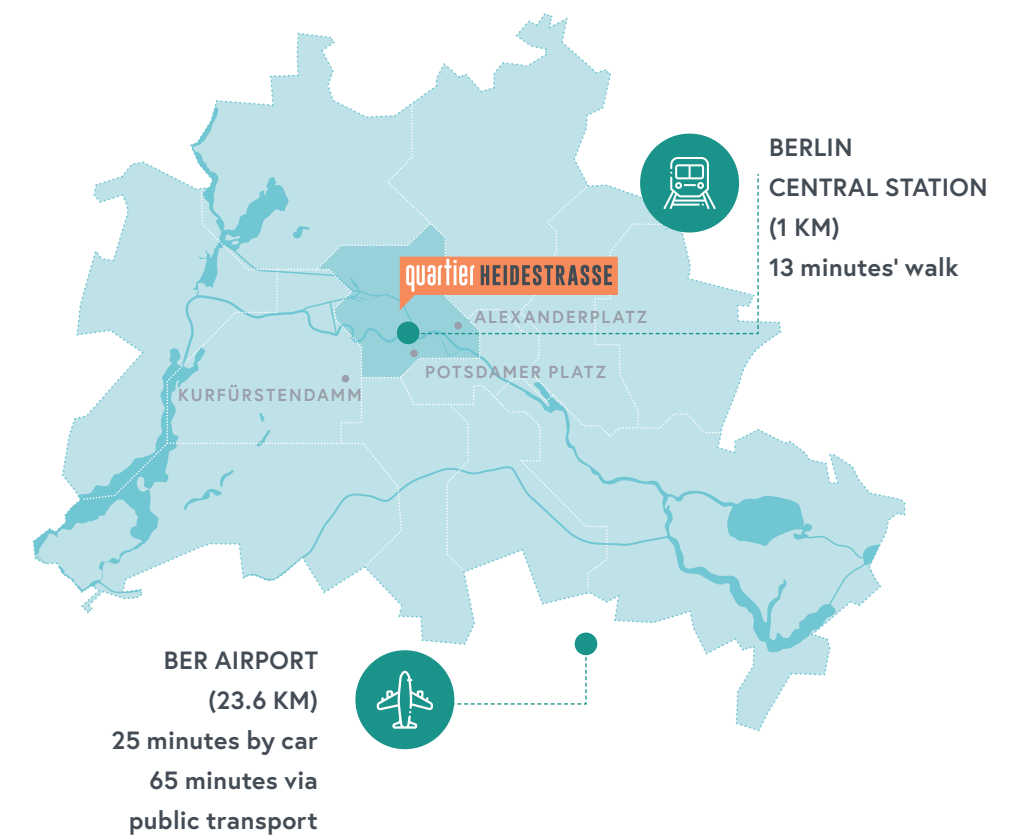 BERLIN
CENTRAL STATION
(1 KM)
13 minutes' walk
quartier HEIDESTRASSE
ALEXANDERPLATZ
POTSDAMER PLATZ
KURFÜRSTENDAMM
BER AIRPORT
(23.6 KM)
25 minutes by car
65 minutes via
public transport